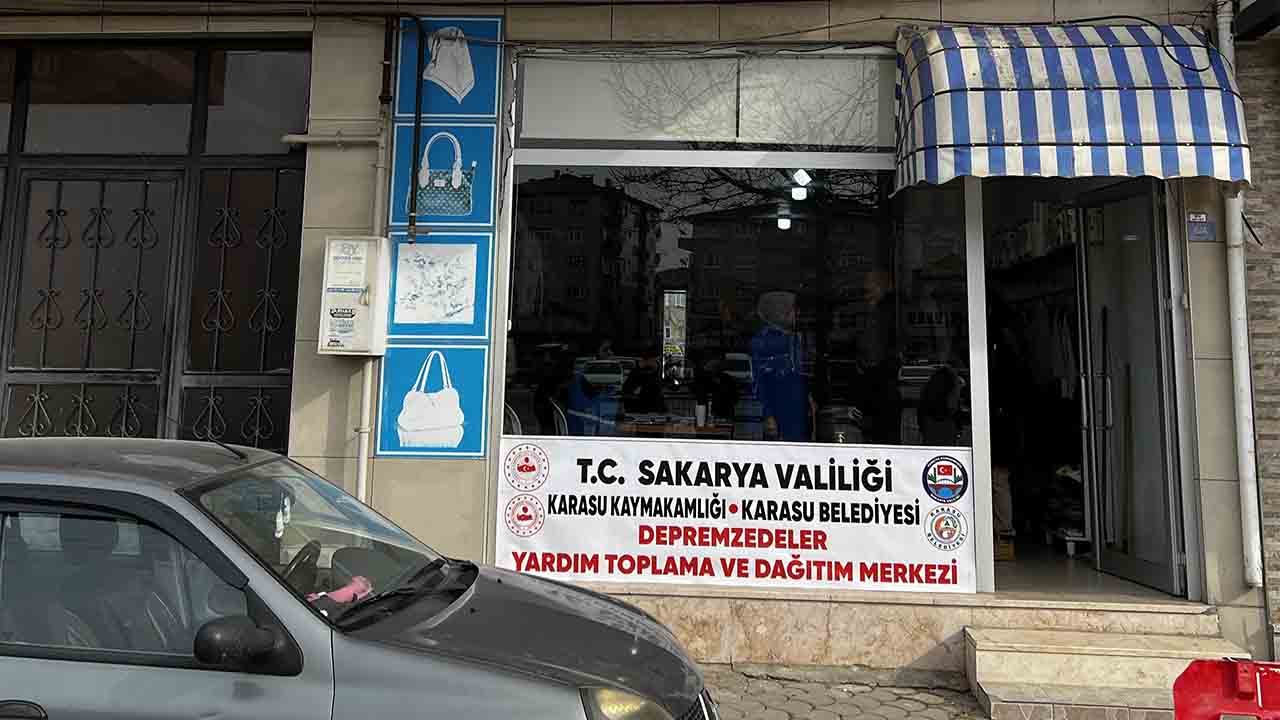 T.C. SAKARYA VALİLİĞİ
KARASU KAYMAKAMLIĞI • KARASU BELEDİYESİ
DEPREMZEDELER
YARDIM TOPLAMA VE DAĞITIM MERKEZİ